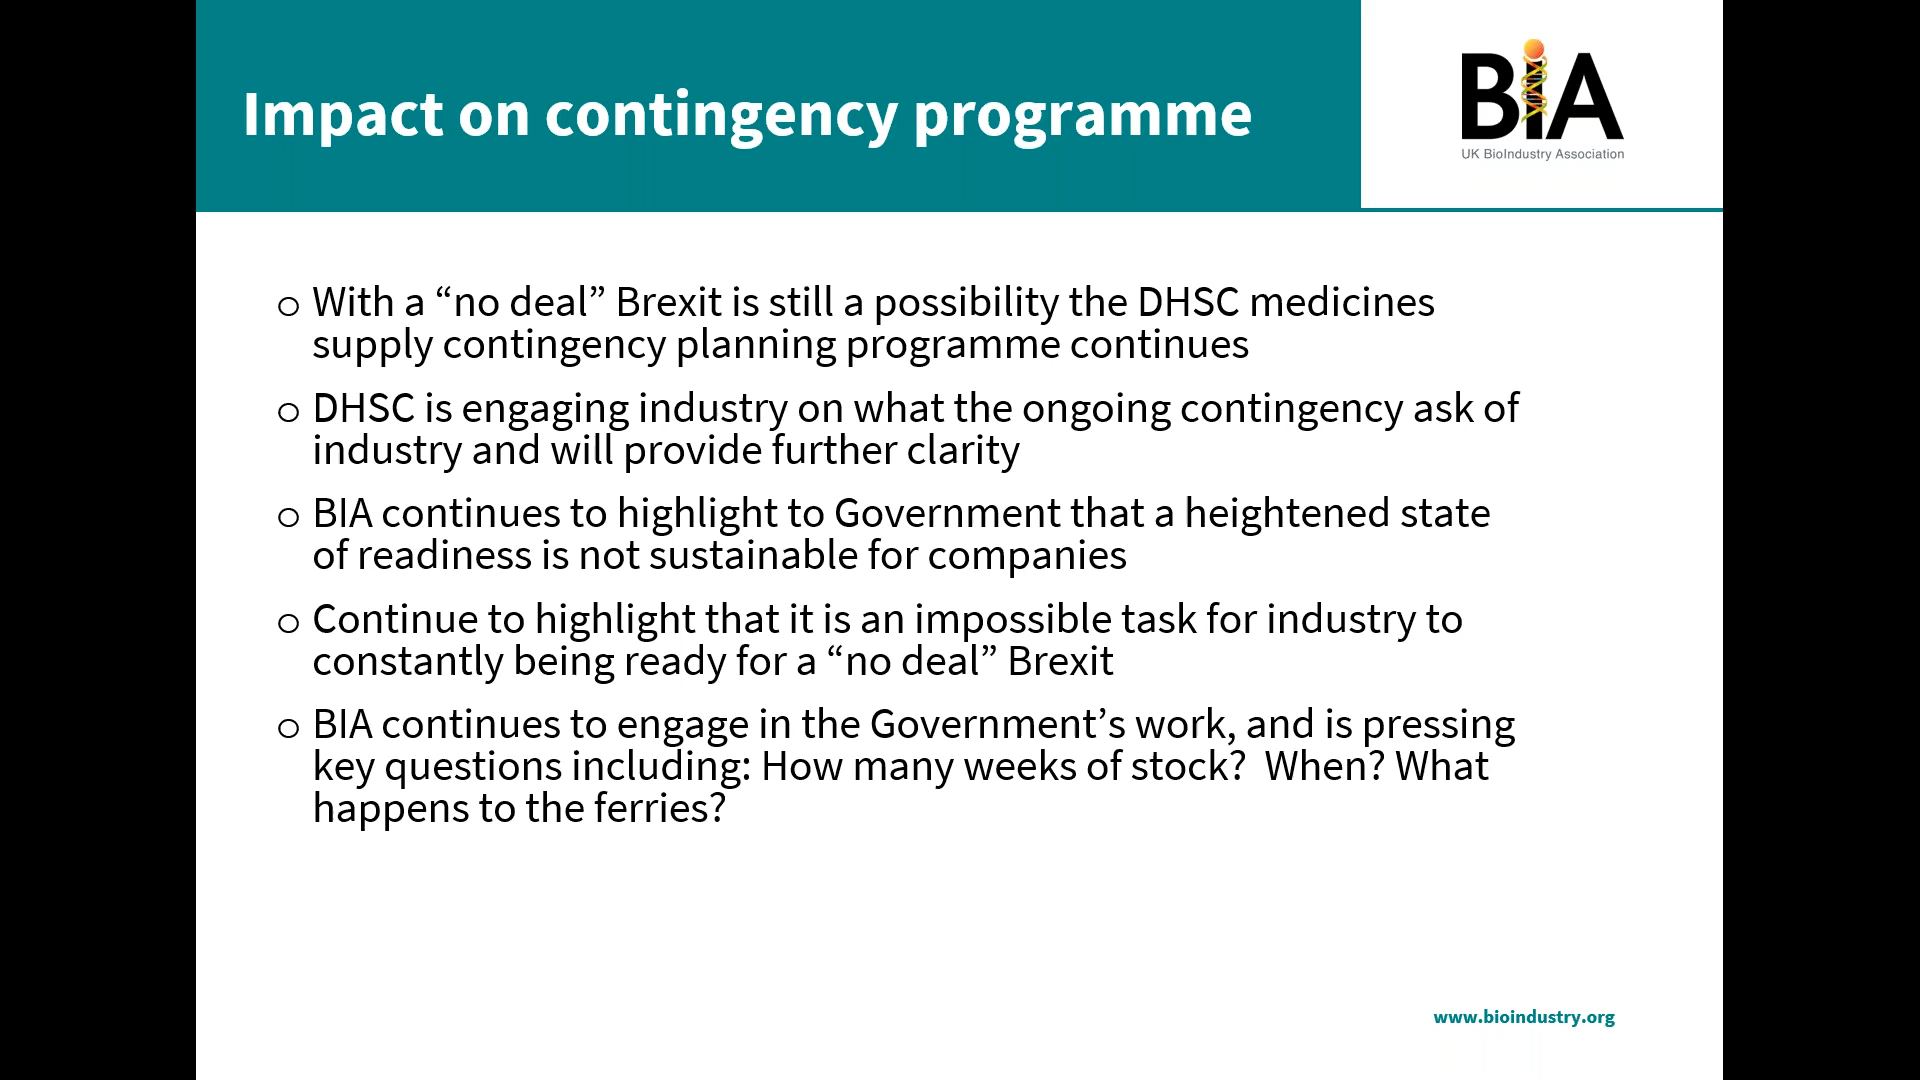 Impact on contingency programme
BiA
UK BioIndustry Association
o With a “no deal” Brexit is still a possibility the DHSC medicines
supply contingency planning programme continues
o DHSC is engaging industry on what the ongoing contingency ask of
industry and will provide further clarity
o BIA continues to highlight to Government that a heightened state
of readiness is not sustainable for companies
o Continue to highlight that it is an impossible task for industry to
constantly being ready for a “no deal” Brexit
o BIA continues to engage in the Government’s work, and is pressing
key questions including: How many weeks of stock?  When? What
happens to the ferries?
www.bioindustry.org